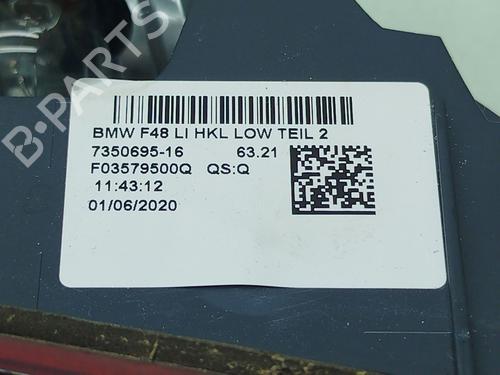 B-PARTS
BMW F48 LI HKL LOW TEIL 2
7350695-16 63.21
F03579500Q QS:Q
11:43:12
01/06/2020